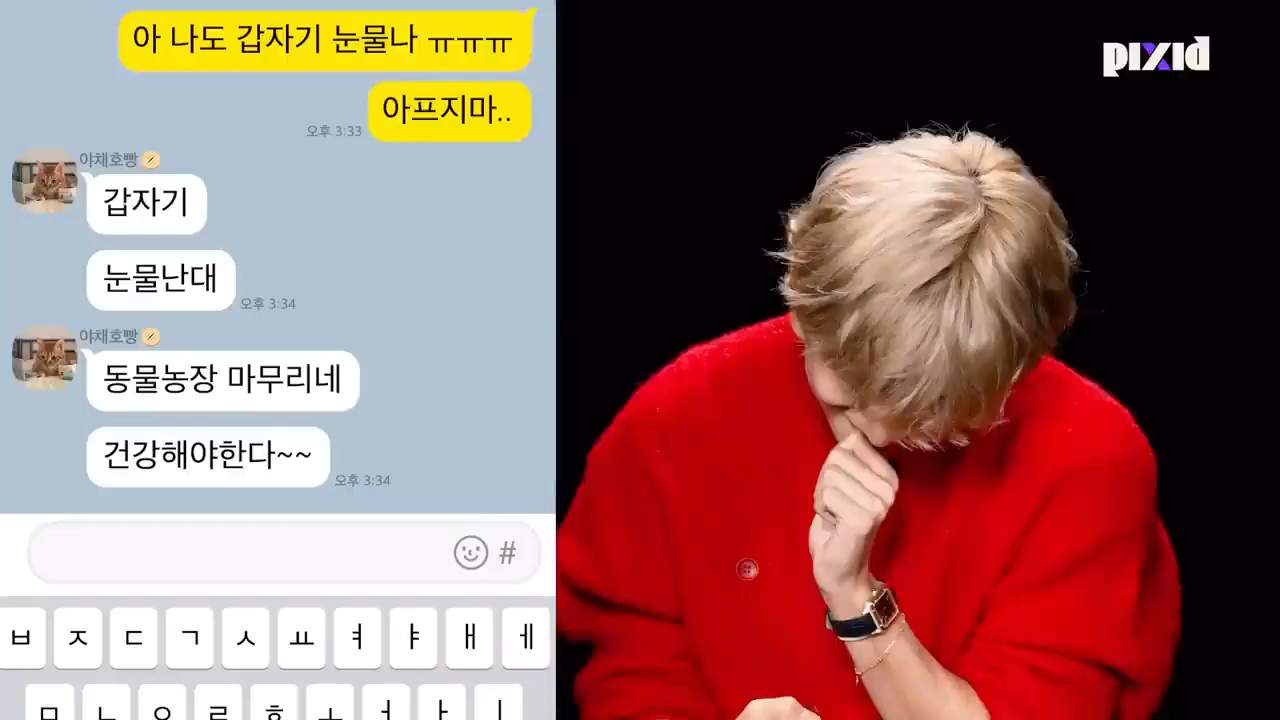 아 나도 갑자기 눈물나 ㅠㅠㅠ
아프지마..
오후 3:33
야채호빵
갑자기
눈물난대
오후 3:34
야채호빵
동물농장 마무리네
건강해야한다~~
오후 3:34
#
ㅂ ㅈ ㄷ ㄱ ㅅ ㅛ ㅕ ㅑ ㅐ ㅔ
ㅁ ㄴ ㅇ ㄹ ㅎ ㅗ ㅓ ㅏ ㅣ
pixid